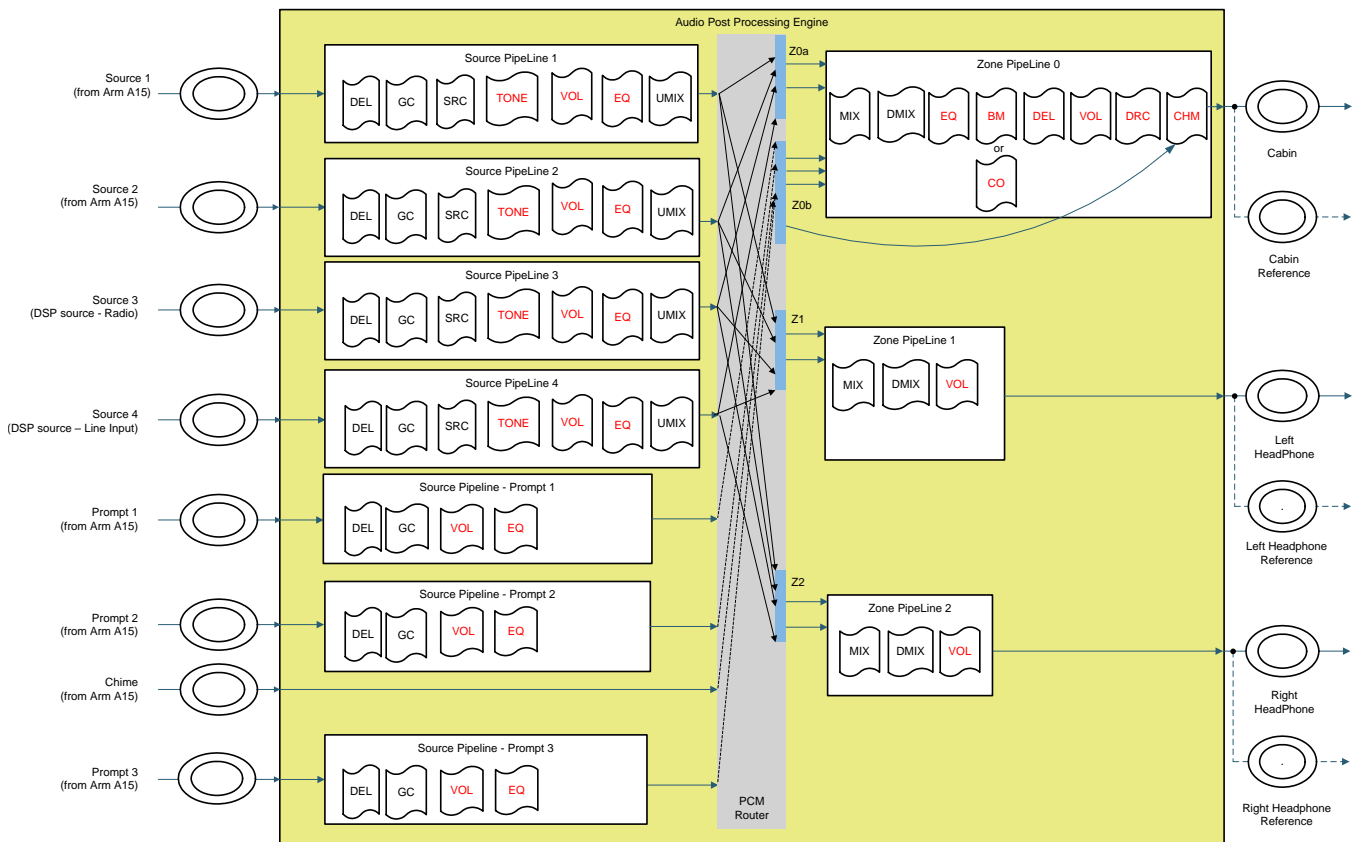 Audio Post Processing Engine
Source 1
(from Arm A15)
Source PipeLine 1
DEL GC SRC TONE VOL EQ UMIX
Source 2
(from Arm A15)
Source PipeLine 2
DEL GC SRC TONE VOL EQ UMIX
Source 3
(DSP source - Radio)
Source PipeLine 3
DEL GC SRC TONE VOL EQ UMIX
Source 4
(DSP source – Line Input)
Source PipeLine 4
DEL GC SRC TONE VOL EQ UMIX
Prompt 1
(from Arm A15)
Source Pipeline - Prompt 1
DEL GC VOL EQ
Prompt 2
(from Arm A15)
Source Pipeline - Prompt 2
DEL GC VOL EQ
Chime
(from Arm A15)
Prompt 3
(from Arm A15)
Source Pipeline - Prompt 3
DEL GC VOL EQ
PCM
Router
Z0a
Z0b
Z1
Z2
Zone PipeLine 0
MIX DMIX EQ BM DEL VOL DRC CHM
or
CO
Zone PipeLine 1
MIX DMIX VOL
Zone PipeLine 2
MIX DMIX VOL
Cabin
Cabin
Reference
Left
HeadPhone
.
Left Headphone
Reference
Right
HeadPhone
.
Right Headphone
Reference